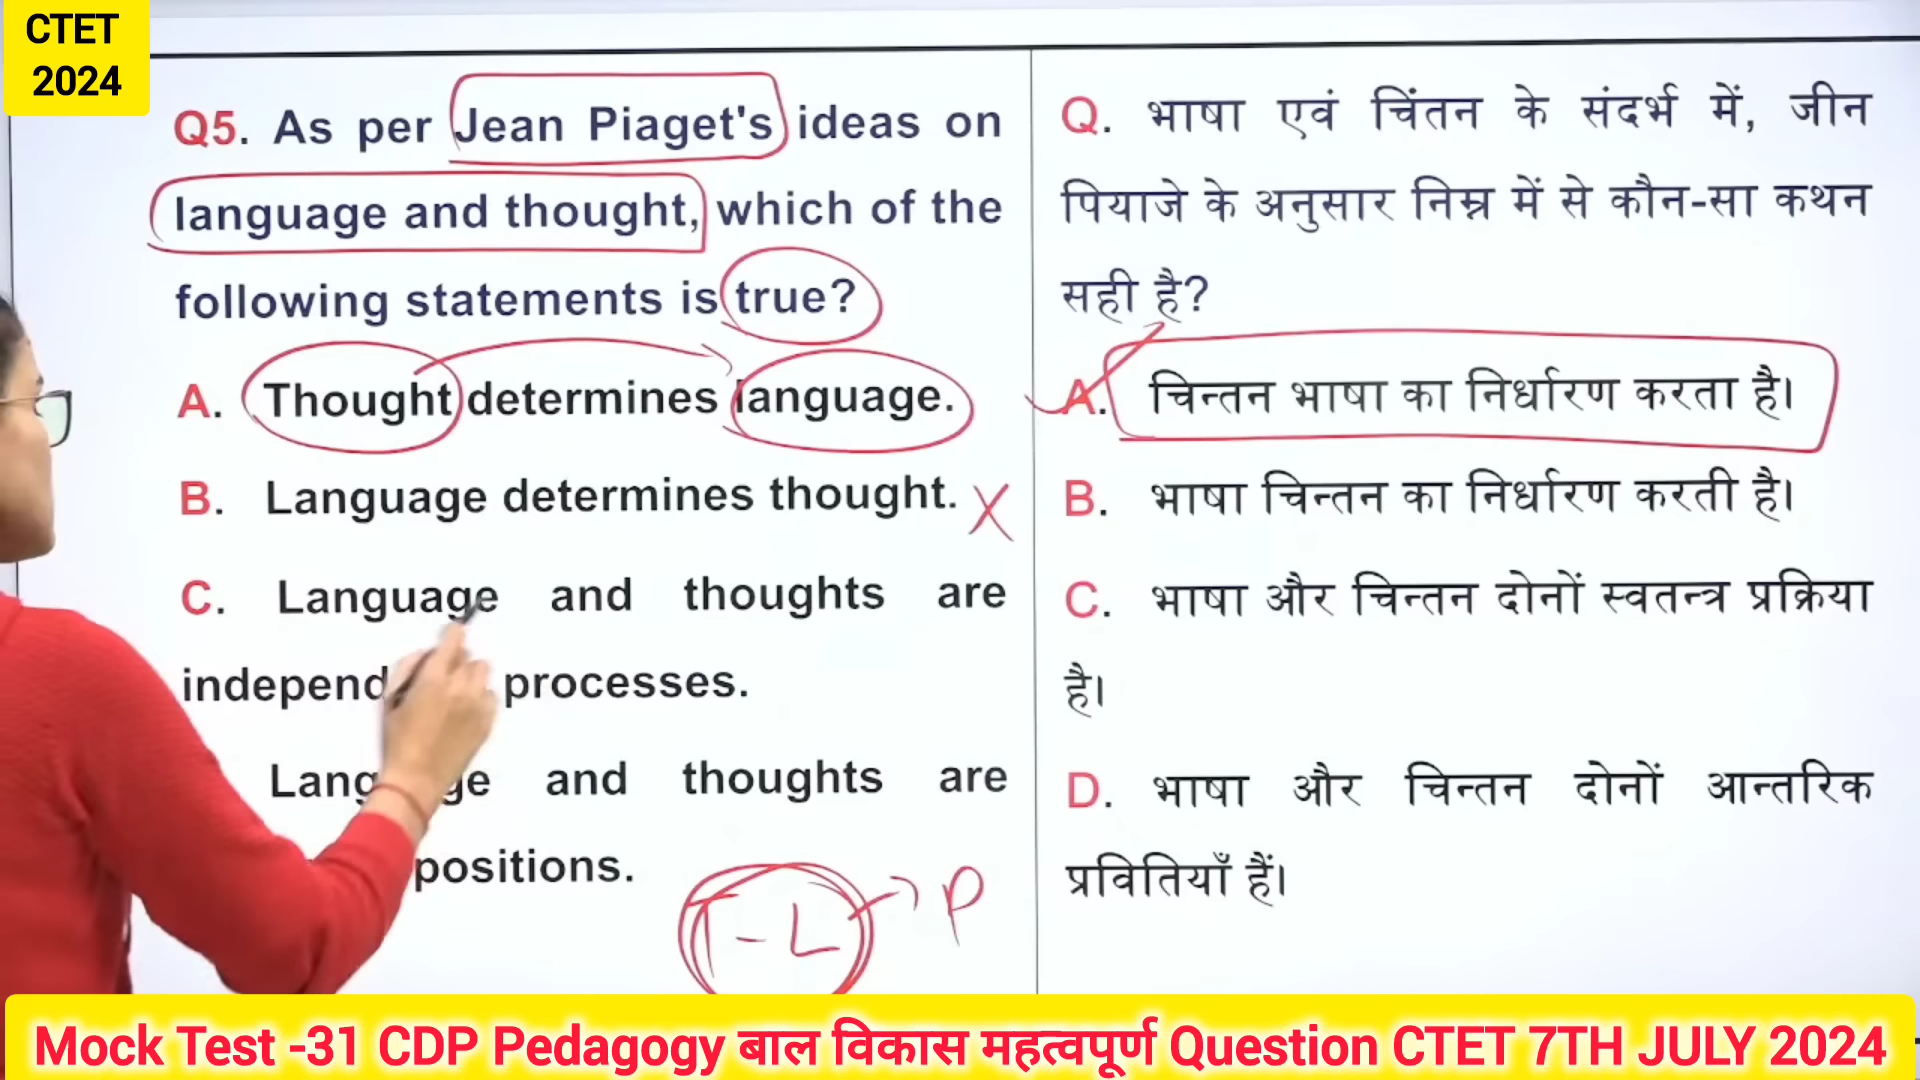 CTET
2024
Q5. As per Jean Piaget's ideas on
language and thought, which of the
following statements is true?
A. Thought determines language.
B. Language determines thought. X
C. Language and thoughts are
processes.
and thoughts are
positions.
T - L → P
Q. भाषा एवं चिंतन के संदर्भ में, जीन
पियाजे के अनुसार निम्न में से कौन-सा कथन
सही है?
A. चिन्तन भाषा का निर्धारण करता है।
B. भाषा चिन्तन का निर्धारण करती है।
C. भाषा और चिन्तन दोनों स्वतन्त्र प्रक्रिया
है।
D. भाषा और चिन्तन दोनों आन्तरिक
प्रवितियाँ हैं।
Mock Test -31 CDP Pedagogy बाल विकास महत्वपूर्ण Question CTET 7TH JULY 2024